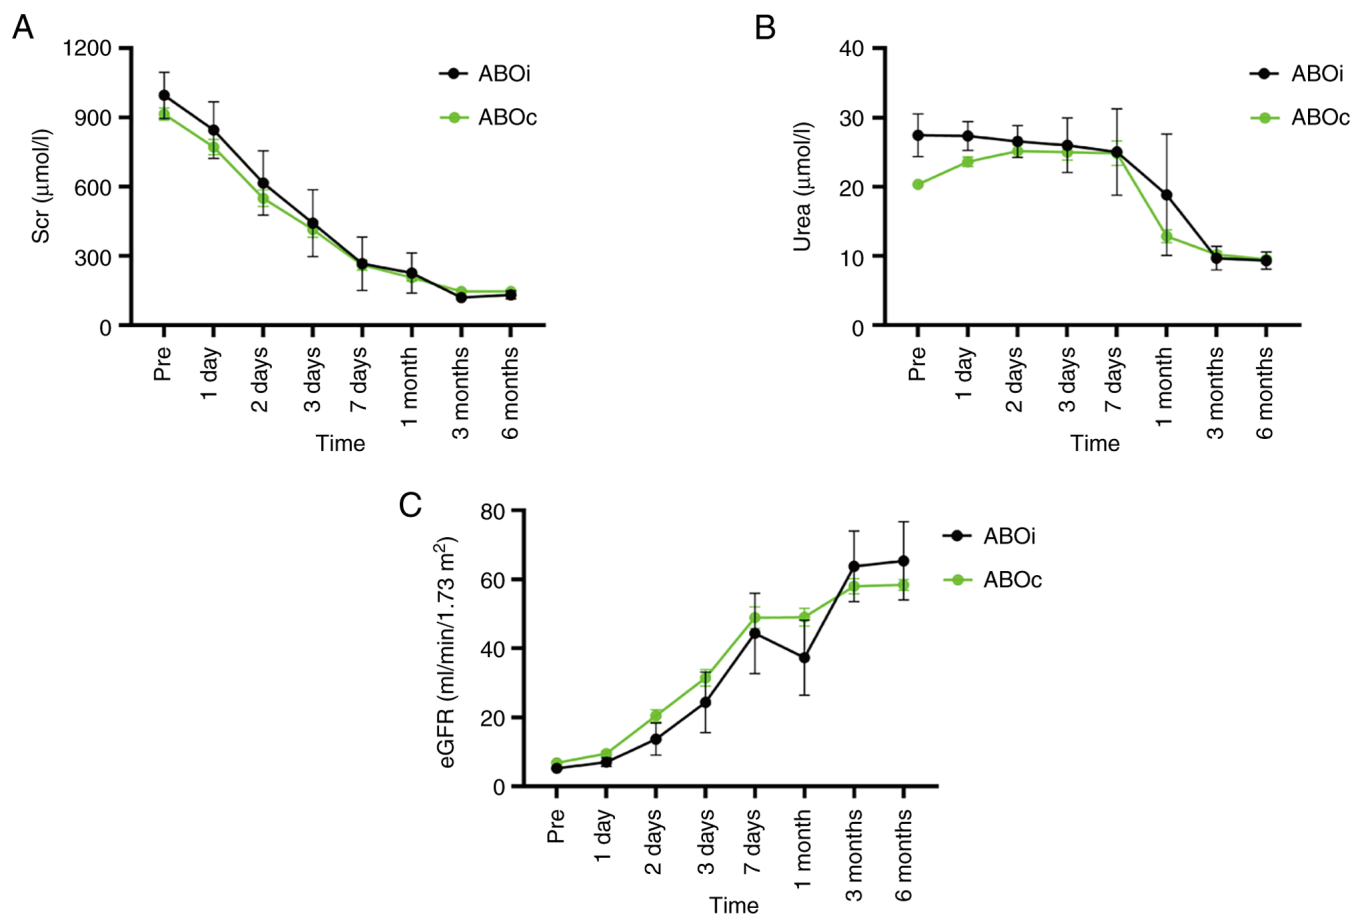 A
1200
900
600
300
0
Scr (μmol/l)
ABOi
ABOc
Pre
1 day
2 days
3 days
7 days
1 month
3 months
6 months
Time
B
40
30
20
10
0
Urea (μmol/l)
ABOi
ABOc
Pre
1 day
2 days
3 days
7 days
1 month
3 months
6 months
Time
C
80
60
40
20
0
eGFR (ml/min/1.73 m²)
ABOi
ABOc
Pre
1 day
2 days
3 days
7 days
1 month
3 months
6 months
Time